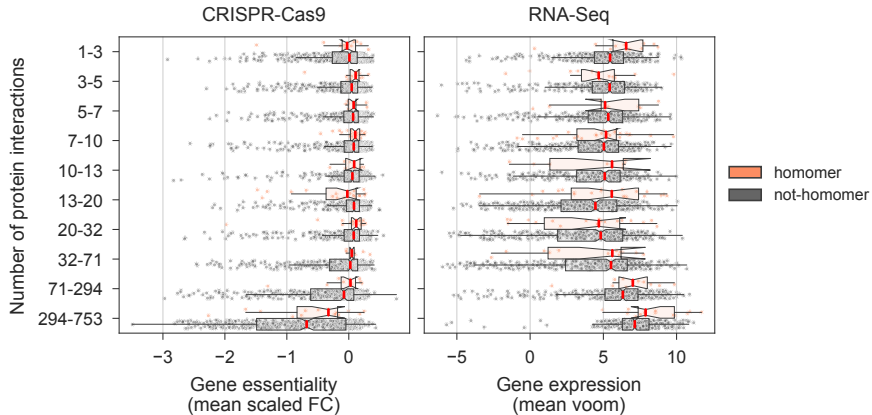 CRISPR-Cas9
RNA-Seq
Number of protein interactions
1-3
3-5
5-7
7-10
10-13
13-20
20-32
32-71
71-294
294-753
homomer
not-homomer
−3
−2
−1
0
−5
0
5
10
Gene essentiality
(mean scaled FC)
Gene expression
(mean voom)